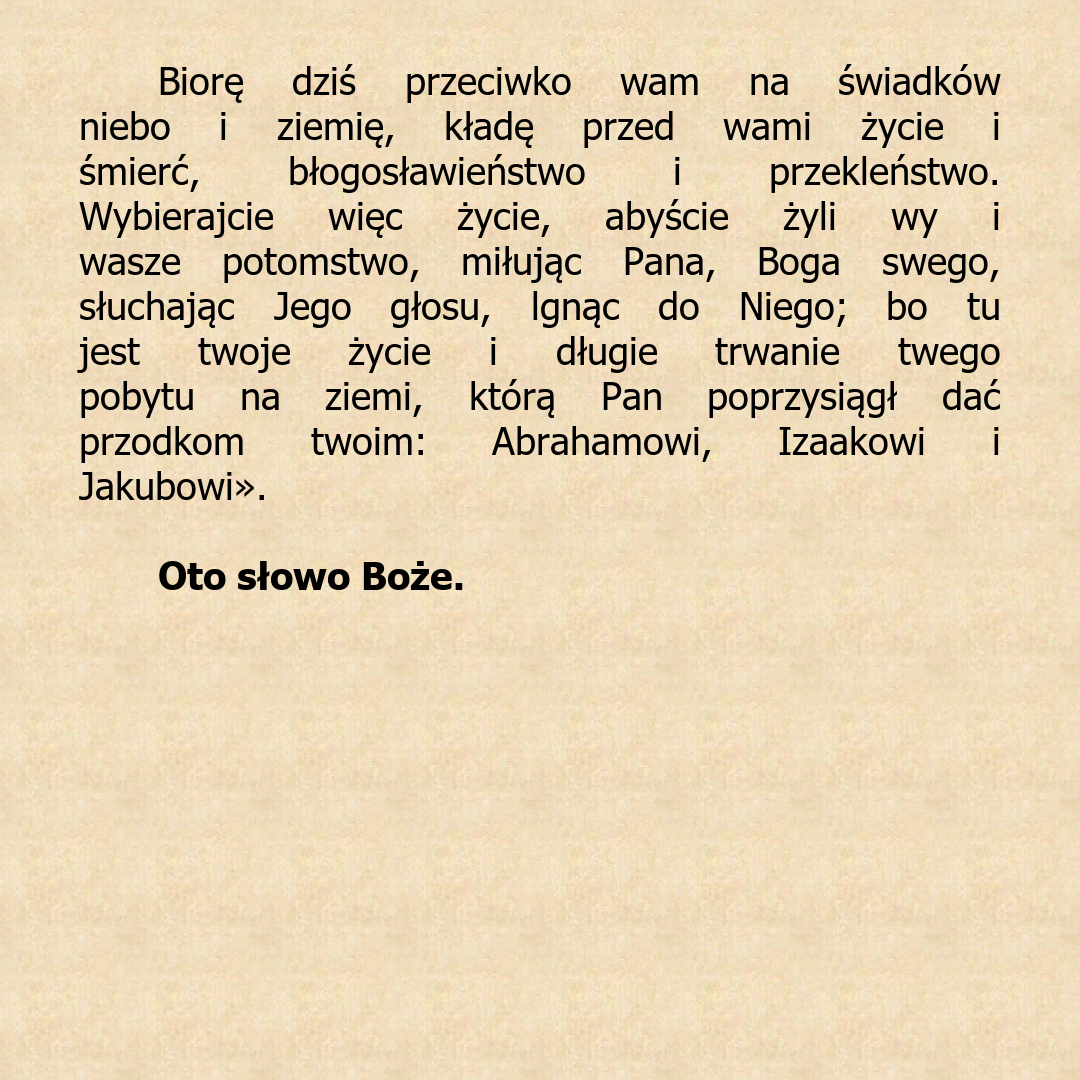 Biorę dziś przeciwko wam na świadków
niebo i ziemię, kładę przed wami życie i
śmierć, błogosławieństwo i przekleństwo.
Wybierajcie więc życie, abyście żyli wy i
wasze potomstwo, miłując Pana, Boga swego,
słuchając Jego głosu, lgnąc do Niego; bo tu
jest twoje życie i długie trwanie twego
pobytu na ziemi, którą Pan poprzysiągł dać
przodkom twoim: Abrahamowi, Izaakowi i
Jakubowi».
Oto słowo Boże.